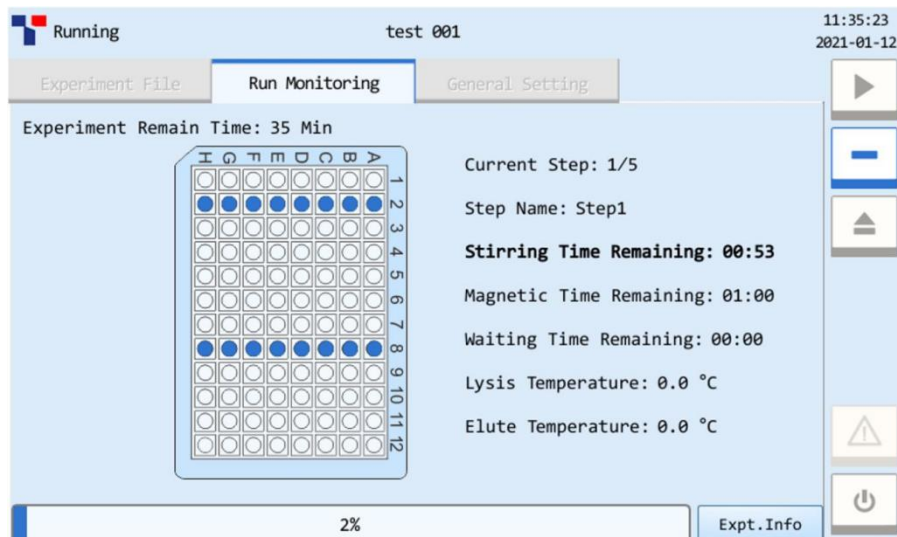 Running
test 001
11:35:23
2021-01-12
Experiment File
Run Monitoring
General Setting
Experiment Remain Time: 35 Min
H G F E D C B A
1
2
3
4
5
6
7
8
9
10
11
12
Current Step: 1/5
Step Name: Step1
Stirring Time Remaining: 00:53
Magnetic Time Remaining: 01:00
Waiting Time Remaining: 00:00
Lysis Temperature: 0.0 °C
Elute Temperature: 0.0 °C
2%
Expt.Info